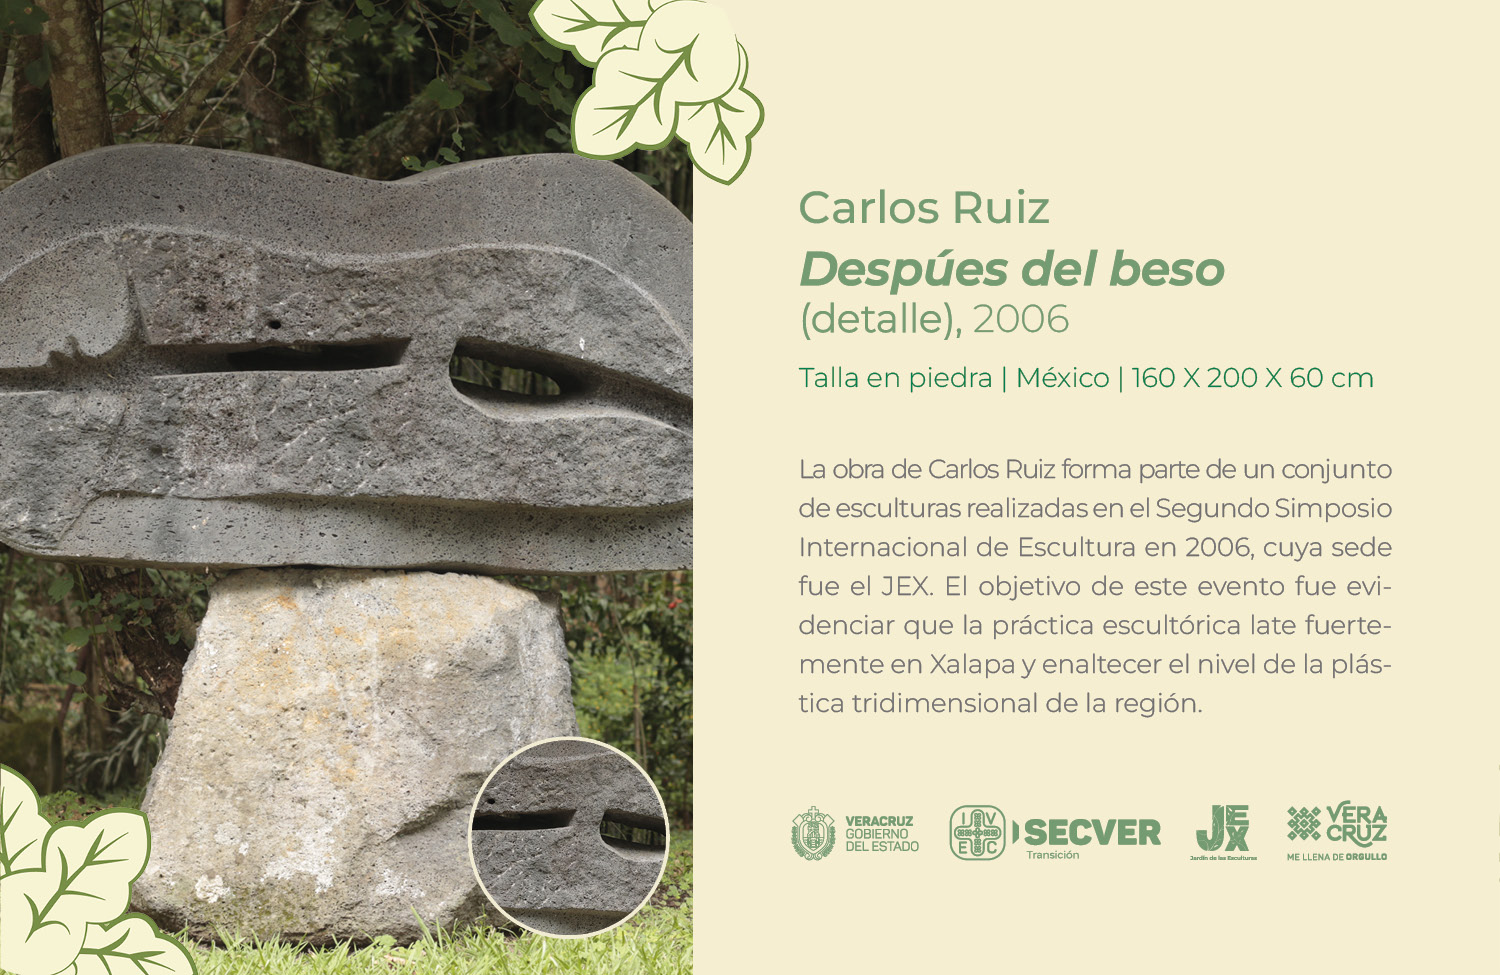 Carlos Ruiz
Despúes del beso
(detalle), 2006
Talla en piedra | México | 160 X 200 X 60 cm
La obra de Carlos Ruiz forma parte de un conjunto
de esculturas realizadas en el Segundo Simposio
Internacional de Escultura en 2006, cuya sede
fue el JEX. El objetivo de este evento fue evi-
denciar que la práctica escultórica late fuerte-
mente en Xalapa y enaltecer el nivel de la plás-
tica tridimensional de la región.
VERACRUZ
GOBIERNO
DEL ESTADO
IV
EC
SECVER
Transición
JEX
Jardín de las Esculturas
VERA
CRUZ
ME LLENA DE ORGULLO